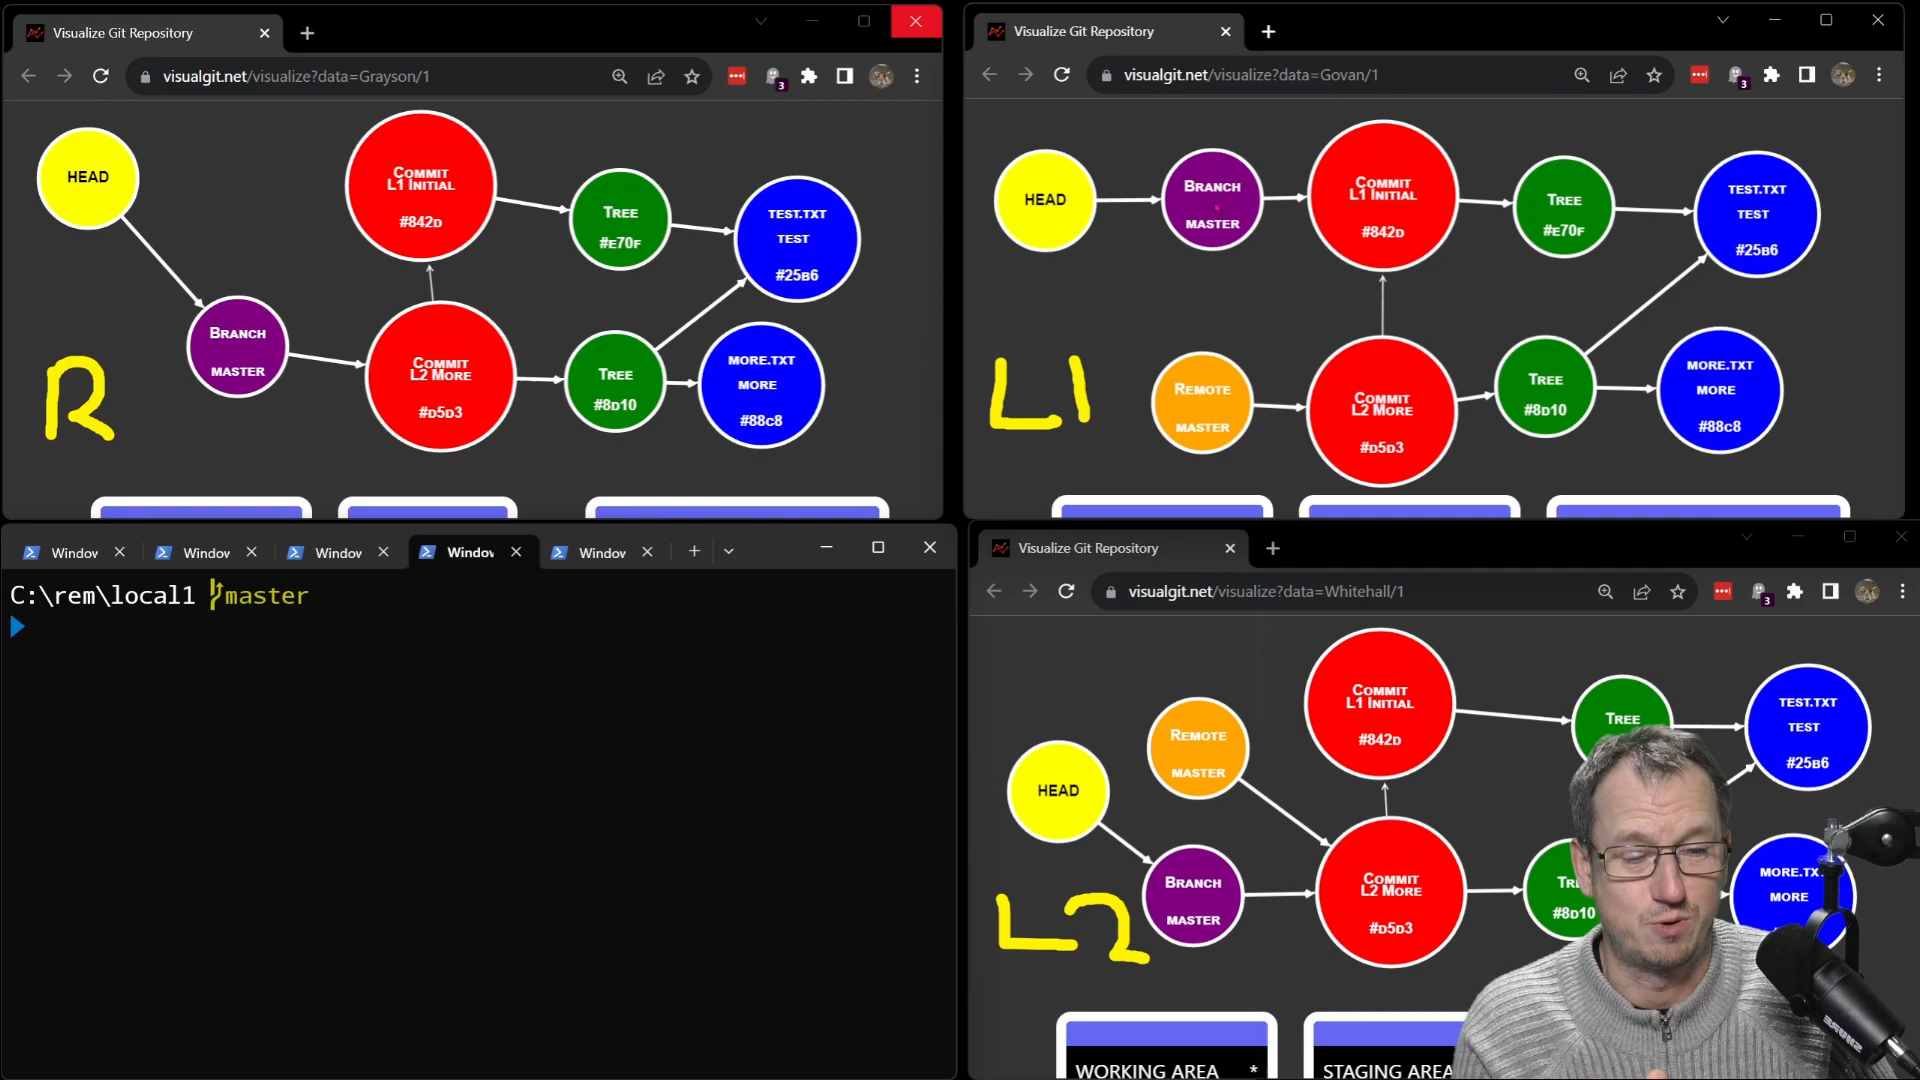 Visualize Git Repository
visualgit.net/visualize?data=Grayson/1
3
HEAD
COMMIT
L1 INITIAL
#842D
TREE
#E70F
TEST.TXT
TEST
#25B6
BRANCH
MASTER
COMMIT
L2 MORE
#D5D3
TREE
#8D10
MORE.TXT
MORE
#88C8
R
Visualize Git Repository
visualgit.net/visualize?data=Govan/1
3
HEAD
BRANCH
MASTER
COMMIT
L1 INITIAL
#842D
TREE
#E70F
TEST.TXT
TEST
#25B6
REMOTE
MASTER
COMMIT
L2 MORE
#D5D3
TREE
#8D10
MORE.TXT
MORE
#88C8
L1
Window
Window
Window
Window
Window
C:\rem\local1 master
Visualize Git Repository
visualgit.net/visualize?data=Whitehall/1
3
HEAD
REMOTE
MASTER
COMMIT
L1 INITIAL
#842D
TREE
TEST.TXT
TEST
#25B6
BRANCH
MASTER
COMMIT
L2 MORE
#D5D3
#8D10
MORE
L2
WORKING AREA *
STAGING AREA
SHURE